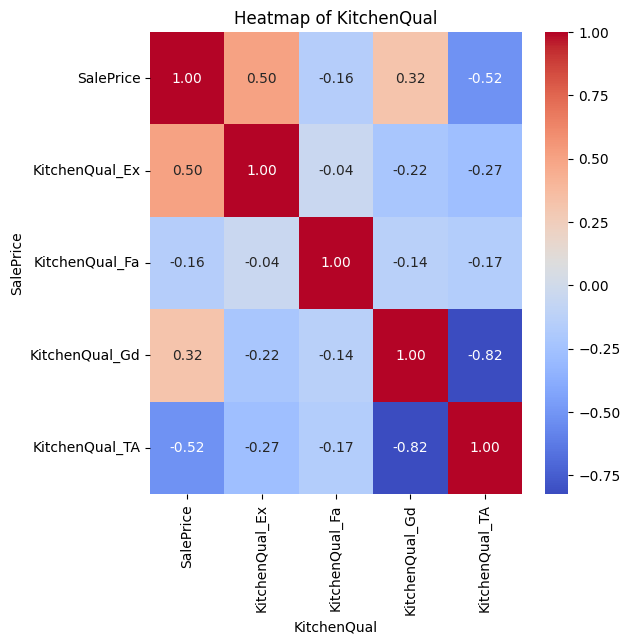 Heatmap of KitchenQual
SalePrice
SalePrice 1.00 0.50 -0.16 0.32 -0.52
KitchenQual_Ex 0.50 1.00 -0.04 -0.22 -0.27
KitchenQual_Fa -0.16 -0.04 1.00 -0.14 -0.17
KitchenQual_Gd 0.32 -0.22 -0.14 1.00 -0.82
KitchenQual_TA -0.52 -0.27 -0.17 -0.82 1.00
SalePrice KitchenQual_Ex KitchenQual_Fa KitchenQual_Gd KitchenQual_TA
KitchenQual
1.00
0.75
0.50
0.25
0.00
−0.25
−0.50
−0.75